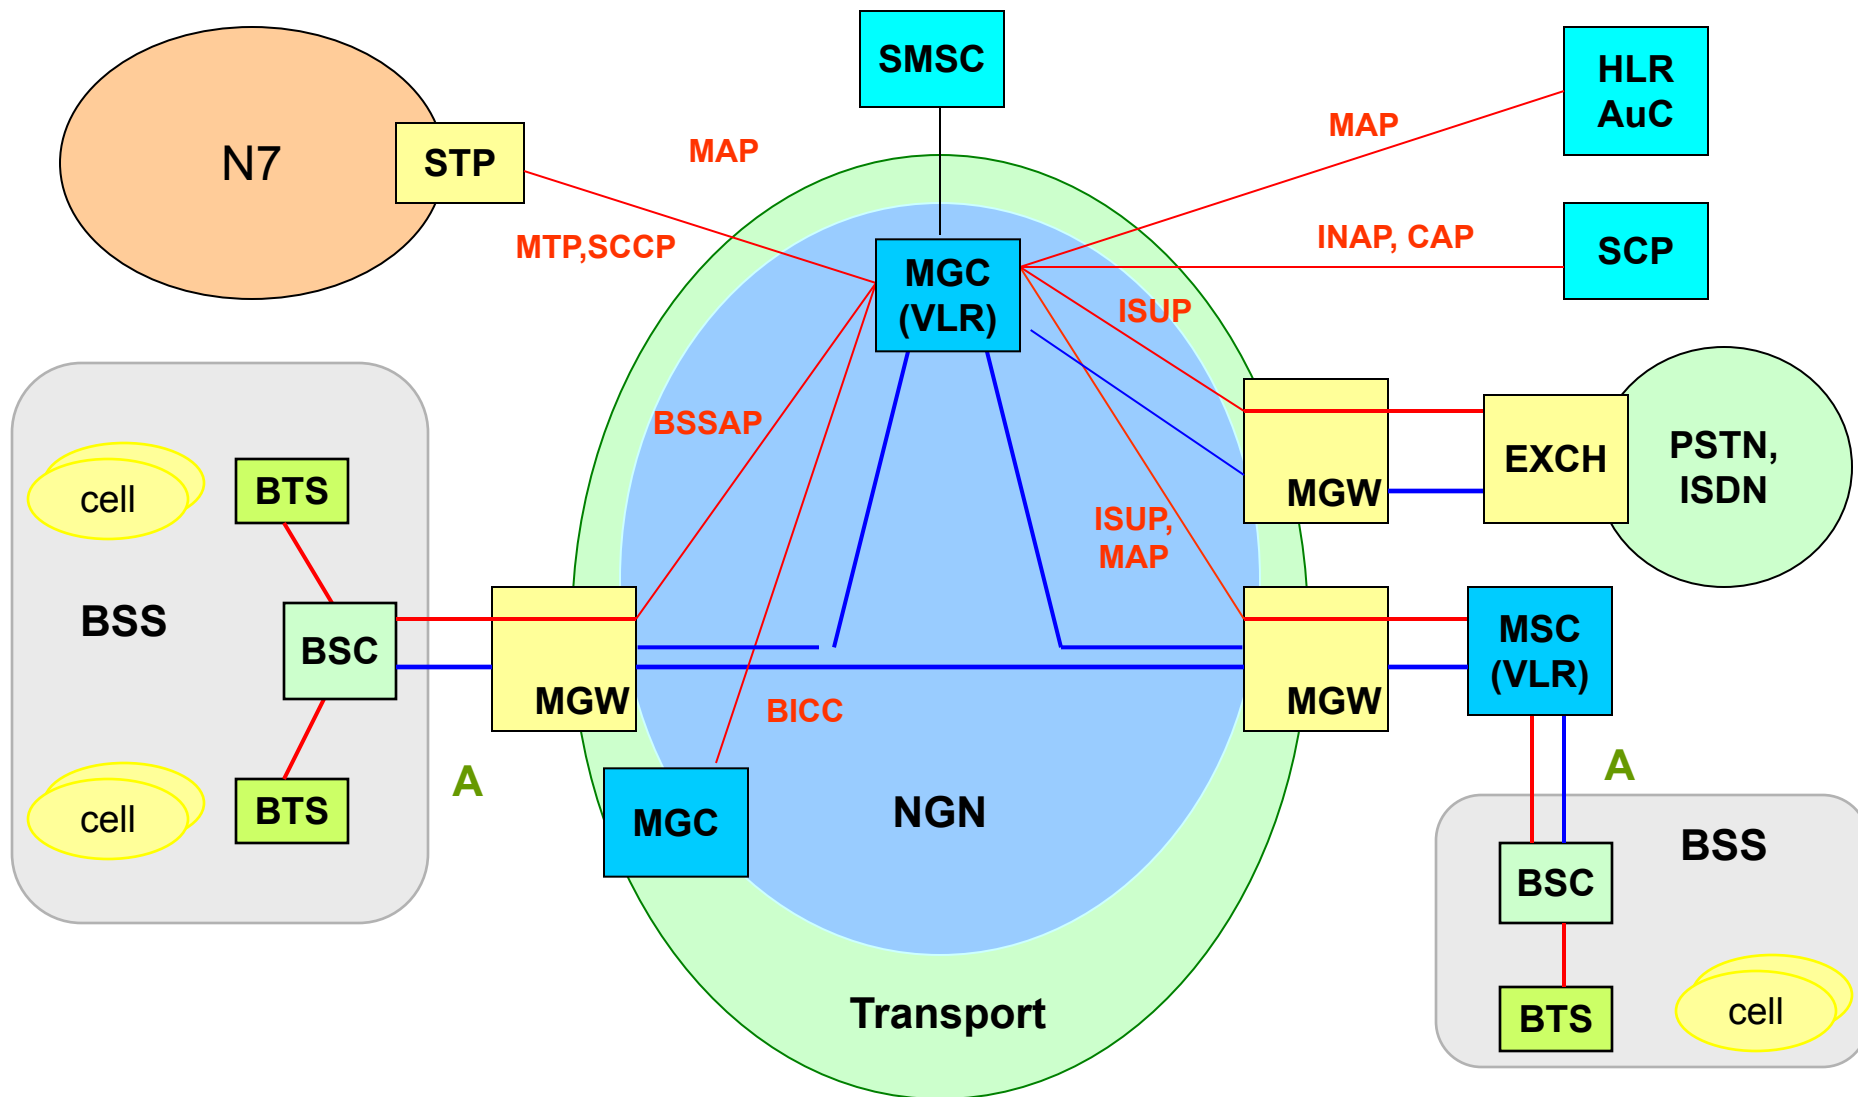 SMSC
HLR
AuC
MAP
MAP
N7
STP
INAP, CAP
SCP
MTP,SCCP
MGC
(VLR)
ISUP
BSSAP
PSTN,
ISDN
EXCH
MGW
cell
BTS
ISUP,
MAP
BSS
BSC
MGW
BICC
MGW
MSC
(VLR)
A
A
cell
BTS
MGC
NGN
BSS
BSC
Transport
BTS
cell